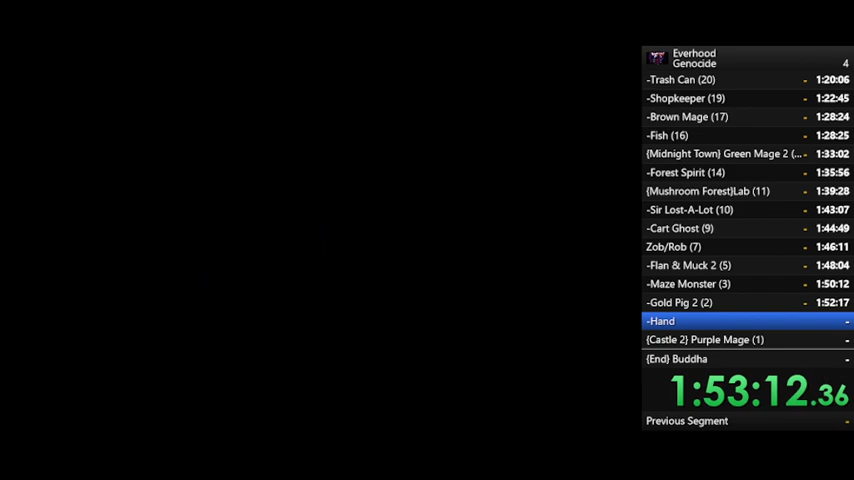 Everhood
Genocide 4
-Trash Can (20) - 1:20:06
-Shopkeeper (19) - 1:22:45
-Brown Mage (17) - 1:28:24
-Fish (16) - 1:28:25
{Midnight Town} Green Mage 2 (... - 1:33:02
-Forest Spirit (14) - 1:35:56
{Mushroom Forest}Lab (11) - 1:39:28
-Sir Lost-A-Lot (10) - 1:43:07
-Cart Ghost (9) - 1:44:49
Zob/Rob (7) - 1:46:11
-Flan & Muck 2 (5) - 1:48:04
-Maze Monster (3) - 1:50:12
-Gold Pig 2 (2) - 1:52:17
-Hand -
{Castle 2} Purple Mage (1) -
{End} Buddha -
1:53:12.36
Previous Segment -